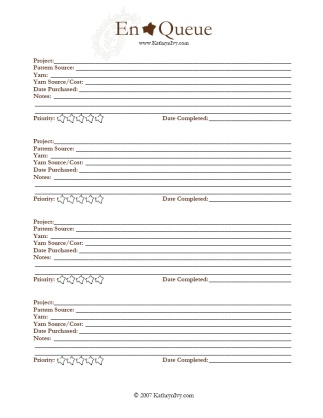 En Queue
www.KathrynIvy.com
Project:
Pattern Source:
Yarn:
Yarn Source/Cost:
Date Purchased:
Notes:
Priority: Date Completed:
Project:
Pattern Source:
Yarn:
Yarn Source/Cost:
Date Purchased:
Notes:
Priority: Date Completed:
Project:
Pattern Source:
Yarn:
Yarn Source/Cost:
Date Purchased:
Notes:
Priority: Date Completed:
Project:
Pattern Source:
Yarn:
Yarn Source/Cost:
Date Purchased:
Notes:
Priority: Date Completed:
© 2007 KathrynIvy.com